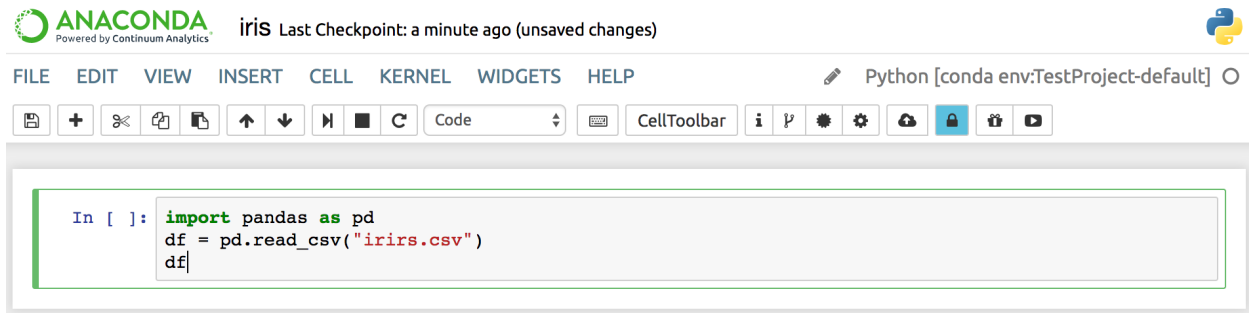 ANACONDA
Powered by Continuum Analytics
iris Last Checkpoint: a minute ago (unsaved changes)
FILE EDIT VIEW INSERT CELL KERNEL WIDGETS HELP Python [conda env:TestProject-default]
Code CellToolbar
In [ ]: import pandas as pd
df = pd.read_csv("irirs.csv")
df